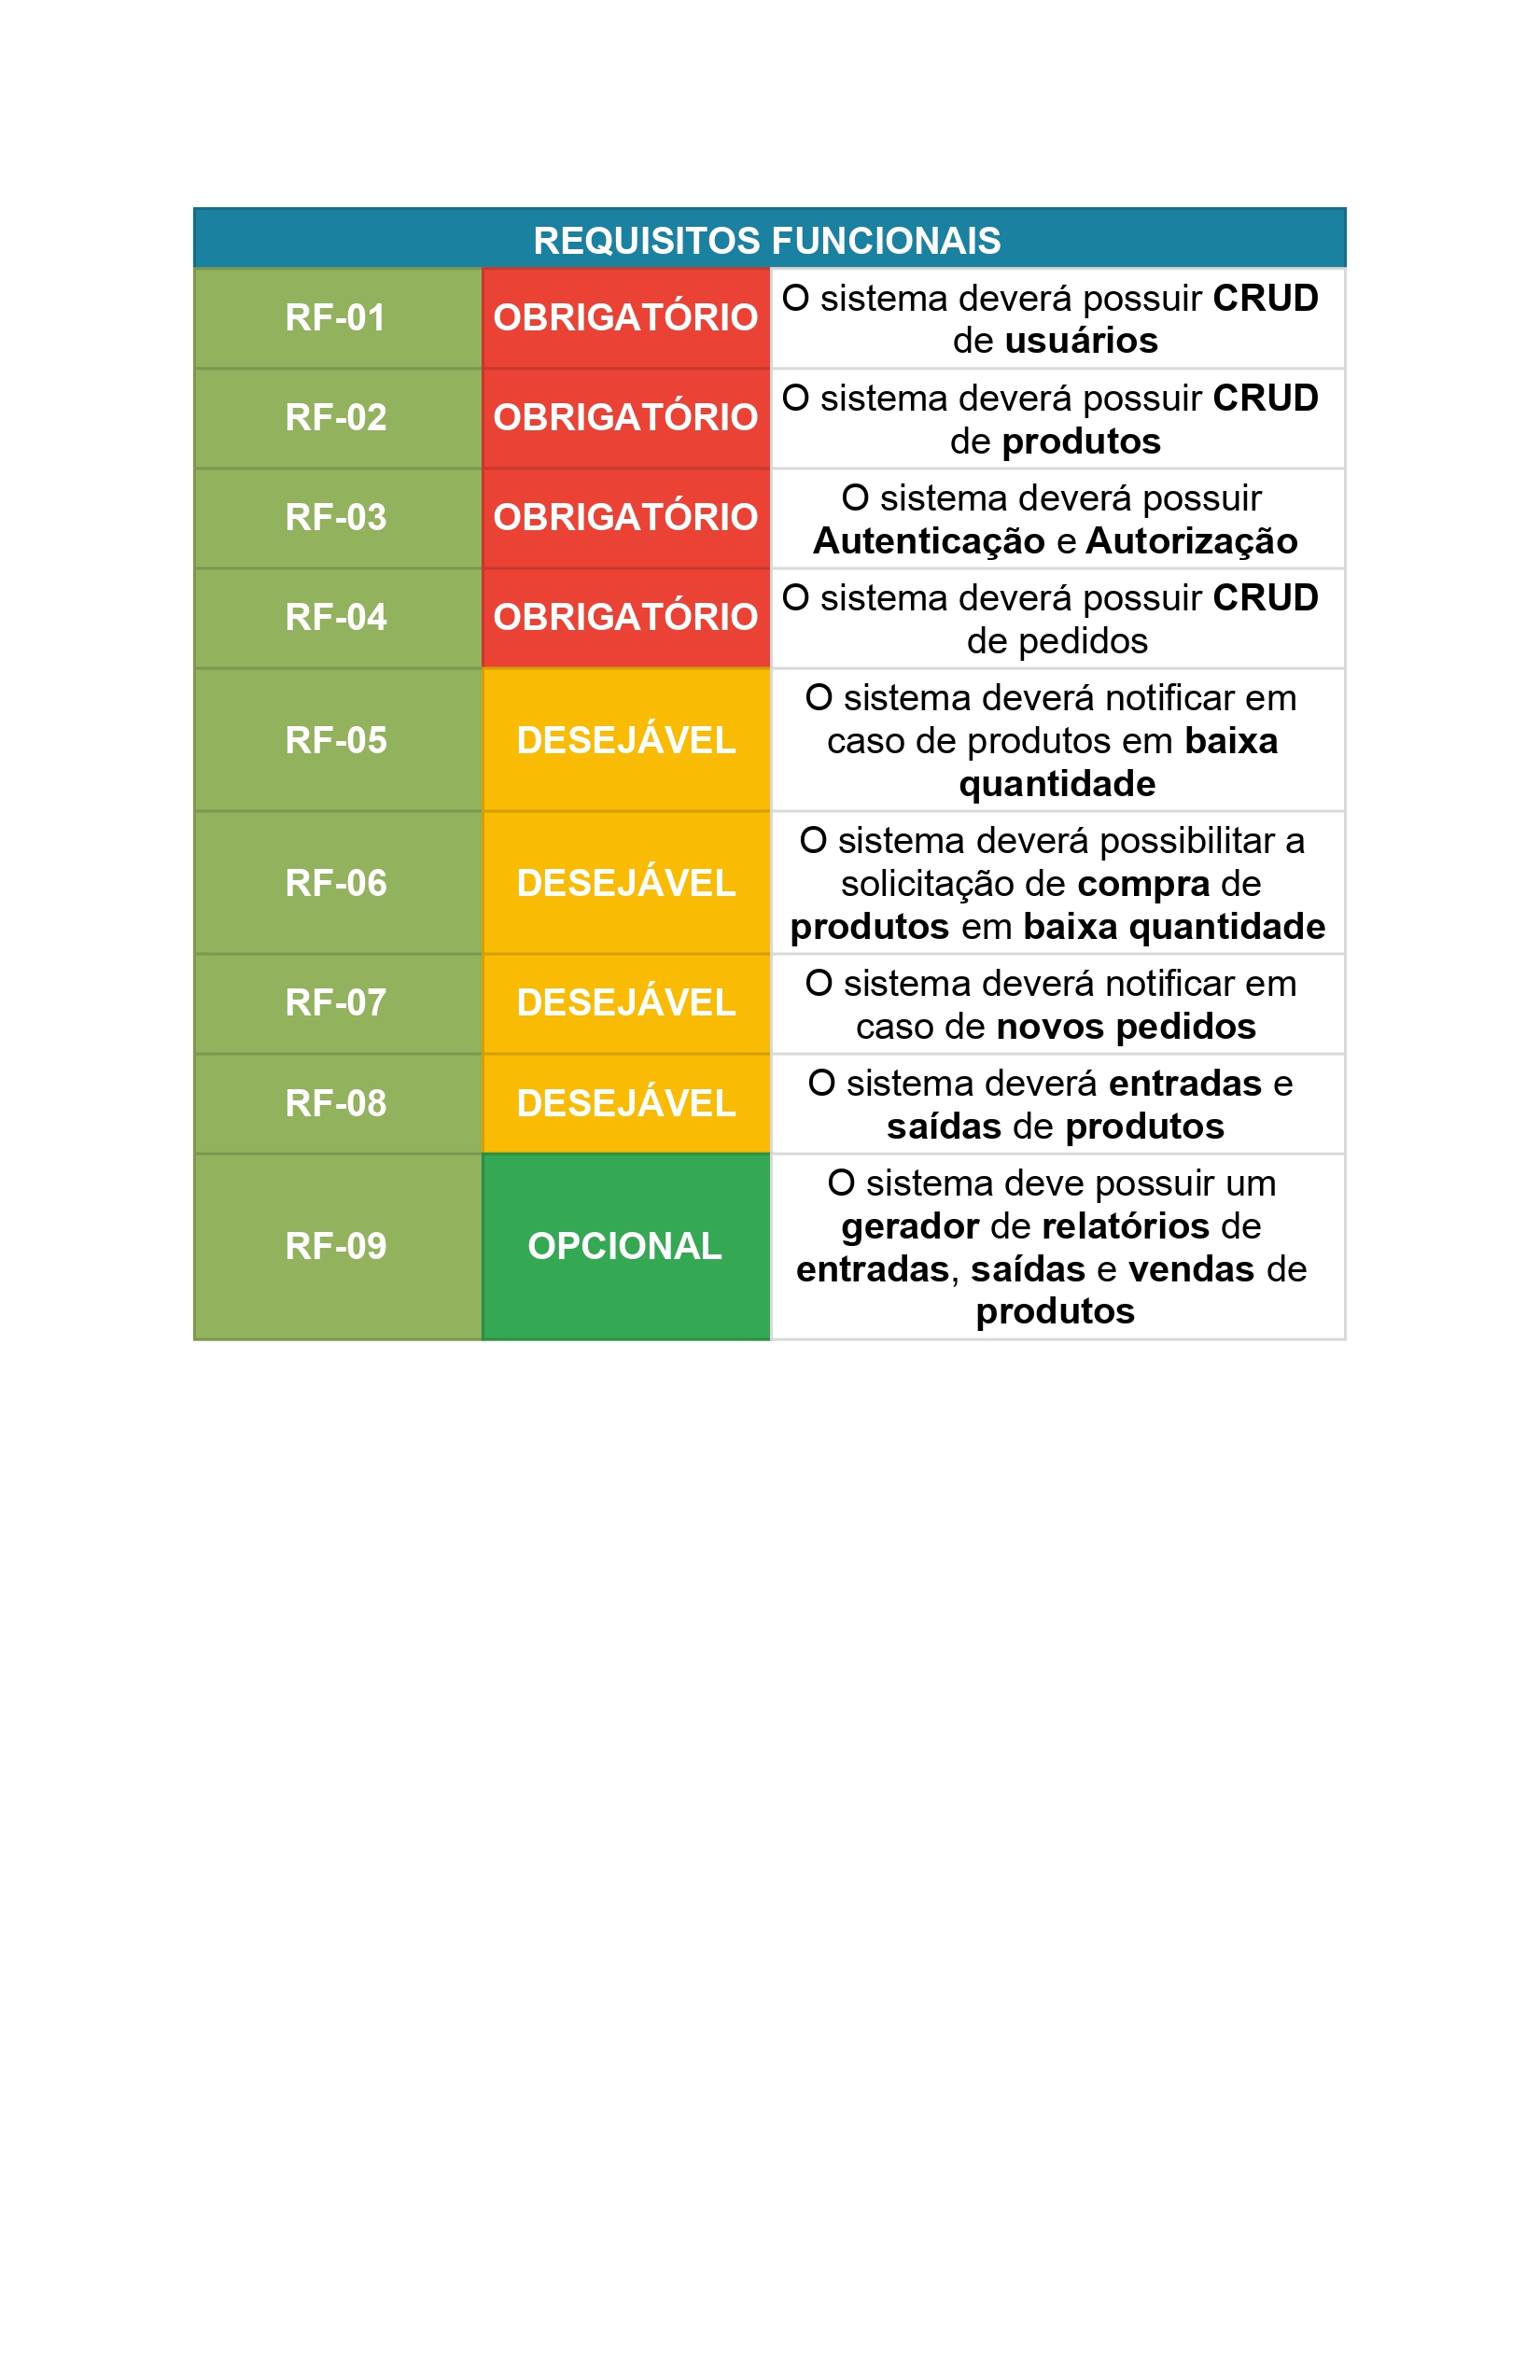 REQUISITOS FUNCIONAIS
RF-01
OBRIGATÓRIO
O sistema deverá possuir CRUD
de usuários
RF-02
OBRIGATÓRIO
O sistema deverá possuir CRUD
de produtos
RF-03
OBRIGATÓRIO
O sistema deverá possuir
Autenticação e Autorização
RF-04
OBRIGATÓRIO
O sistema deverá possuir CRUD
de pedidos
RF-05
DESEJÁVEL
O sistema deverá notificar em
caso de produtos em baixa
quantidade
RF-06
DESEJÁVEL
O sistema deverá possibilitar a
solicitação de compra de
produtos em baixa quantidade
RF-07
DESEJÁVEL
O sistema deverá notificar em
caso de novos pedidos
RF-08
DESEJÁVEL
O sistema deverá entradas e
saídas de produtos
RF-09
OPCIONAL
O sistema deve possuir um
gerador de relatórios de
entradas, saídas e vendas de
produtos